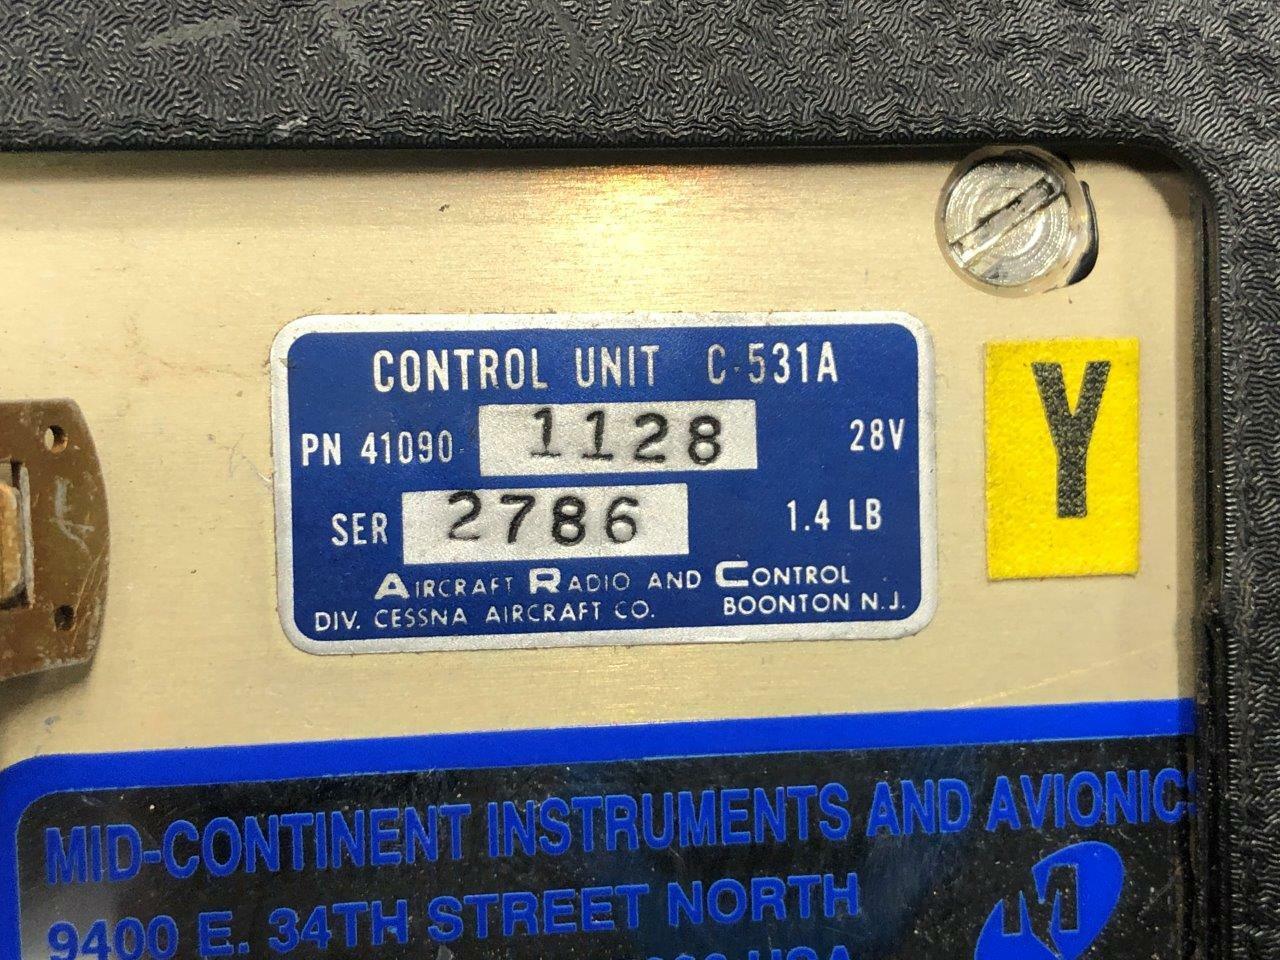 CONTROL UNIT C-531A
PN 41090 1128 28V
SER 2786 1.4 LB
AIRCRAFT RADIO AND CONTROL
DIV. CESSNA AIRCRAFT CO. BOONTON N.J.
Y
MID-CONTINENT INSTRUMENTS AND AVIONIC
9400 E. 34TH STREET NORTH
USA